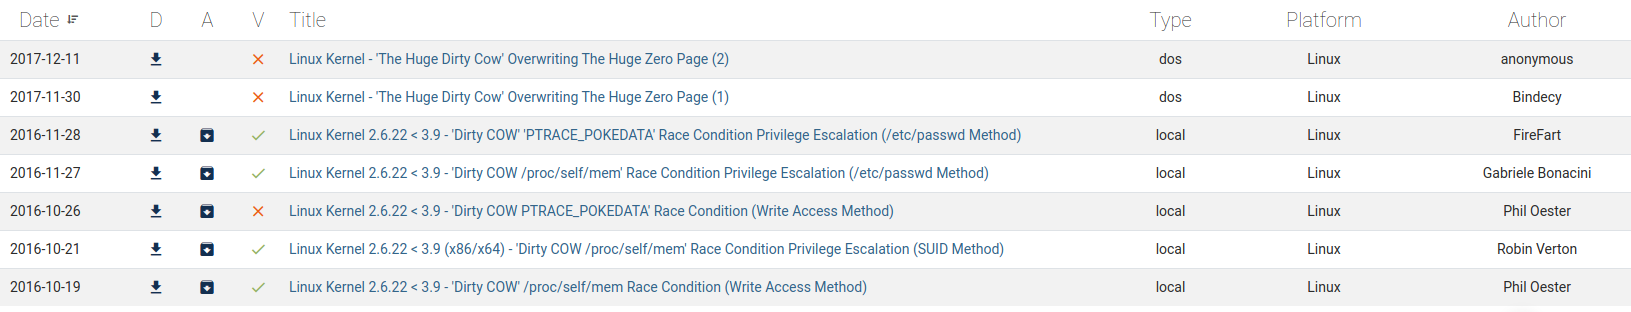 Date D A V Title Type Platform Author
2017-12-11 Linux Kernel - 'The Huge Dirty Cow' Overwriting The Huge Zero Page (2) dos Linux anonymous
2017-11-30 Linux Kernel - 'The Huge Dirty Cow' Overwriting The Huge Zero Page (1) dos Linux Bindecy
2016-11-28 Linux Kernel 2.6.22 < 3.9 - 'Dirty COW' 'PTRACE_POKEDATA' Race Condition Privilege Escalation (/etc/passwd Method) local Linux FireFart
2016-11-27 Linux Kernel 2.6.22 < 3.9 - 'Dirty COW /proc/self/mem' Race Condition Privilege Escalation (/etc/passwd Method) local Linux Gabriele Bonacini
2016-10-26 Linux Kernel 2.6.22 < 3.9 - 'Dirty COW PTRACE_POKEDATA' Race Condition (Write Access Method) local Linux Phil Oester
2016-10-21 Linux Kernel 2.6.22 < 3.9 (x86/x64) - 'Dirty COW /proc/self/mem' Race Condition Privilege Escalation (SUID Method) local Linux Robin Verton
2016-10-19 Linux Kernel 2.6.22 < 3.9 - 'Dirty COW' /proc/self/mem Race Condition (Write Access Method) local Linux Phil Oester